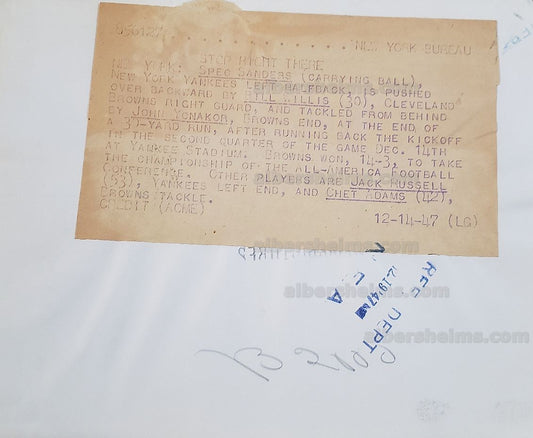 NEW YORK BUREAU
STOP RIGHT THERE
NEW YORK: SPEC SANDERS (CARRYING BALL),
NEW YORK YANKEES LEFT HALFBACK, IS PUSHED
OVER BACKWARD BY BILL WILLIS (30), CLEVELAND
BROWNS RIGHT GUARD, AND TACKLED FROM BEHIND
BY JOHN YONAKOR, BROWNS END, AT THE END OF
A 37-YARD RUN, AFTER RUNNING BACK THE KICKOFF
IN THE SECOND QUARTER OF THE GAME DEC. 14TH
AT YANKEE STADIUM. BROWNS WON, 14-3, TO TAKE
THE CHAMPIONSHIP OF THE ALL-AMERICA FOOTBALL
CONFERENCE. OTHER PLAYERS ARE JACK RUSSELL
(53), YANKEES LEFT END, AND CHET ADAMS (42),
BROWNS TACKLE.
CREDIT (ACME) 12-14-47 (LG)
albersheims.com
REF DEPT
N E A
albersheims.com
albersheims.com